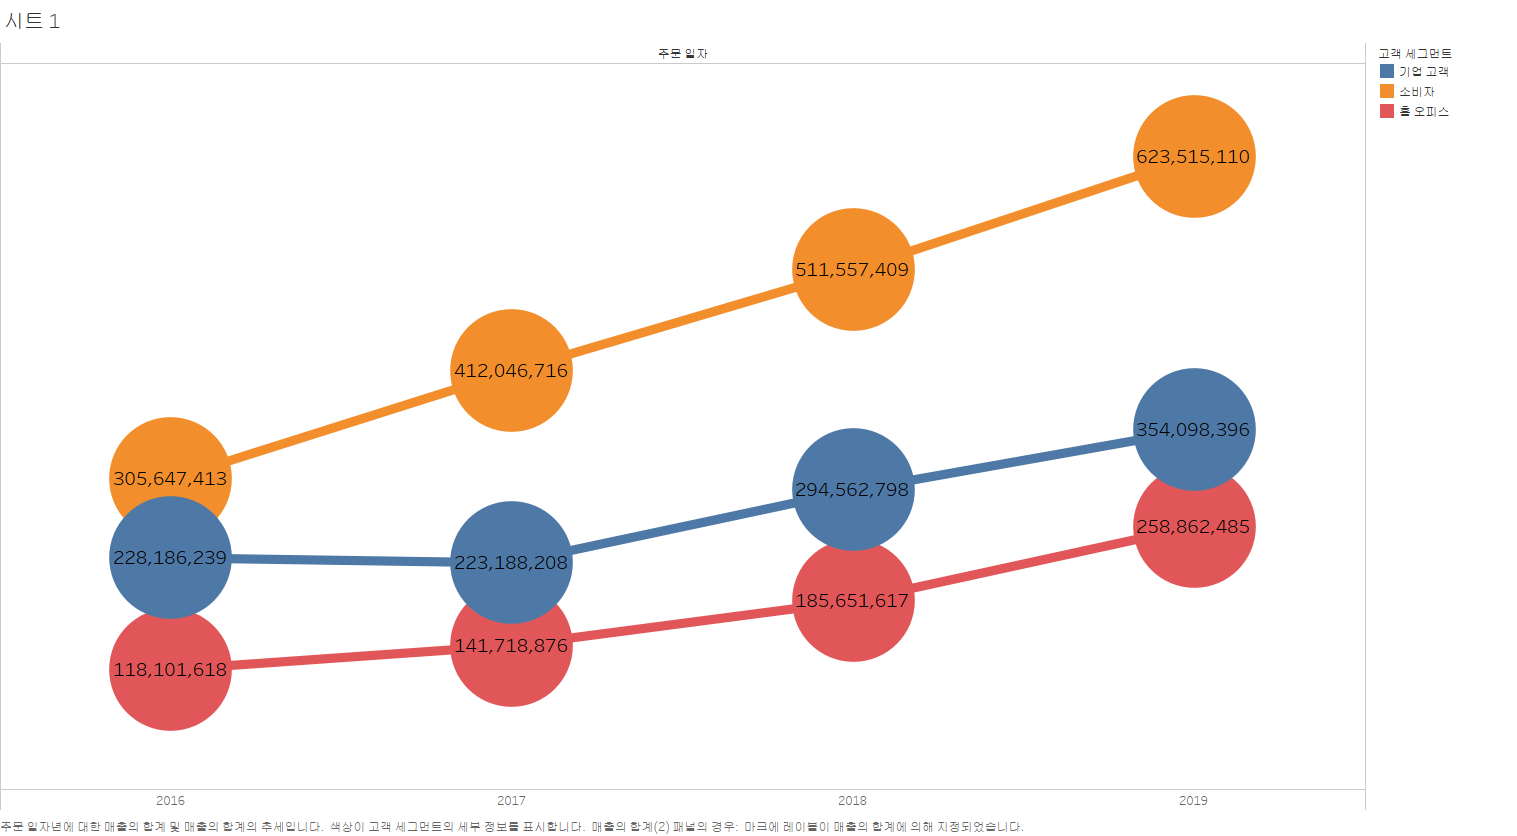 시트 1
주문 일자
고객 세그먼트
기업 고객
소비자
홈 오피스
623,515,110
511,557,409
412,046,716
354,098,396
305,647,413
294,562,798
258,862,485
228,186,239
223,188,208
185,651,617
141,718,876
118,101,618
2016 2017 2018 2019
주문 일자년에 대한 매출의 합계 및 매출의 합계의 추세입니다. 색상이 고객 세그먼트의 세부 정보를 표시합니다. 매출의 합계(2) 패널의 경우: 마크에 레이블이 매출의 합계에 의해 지정되었습니다.